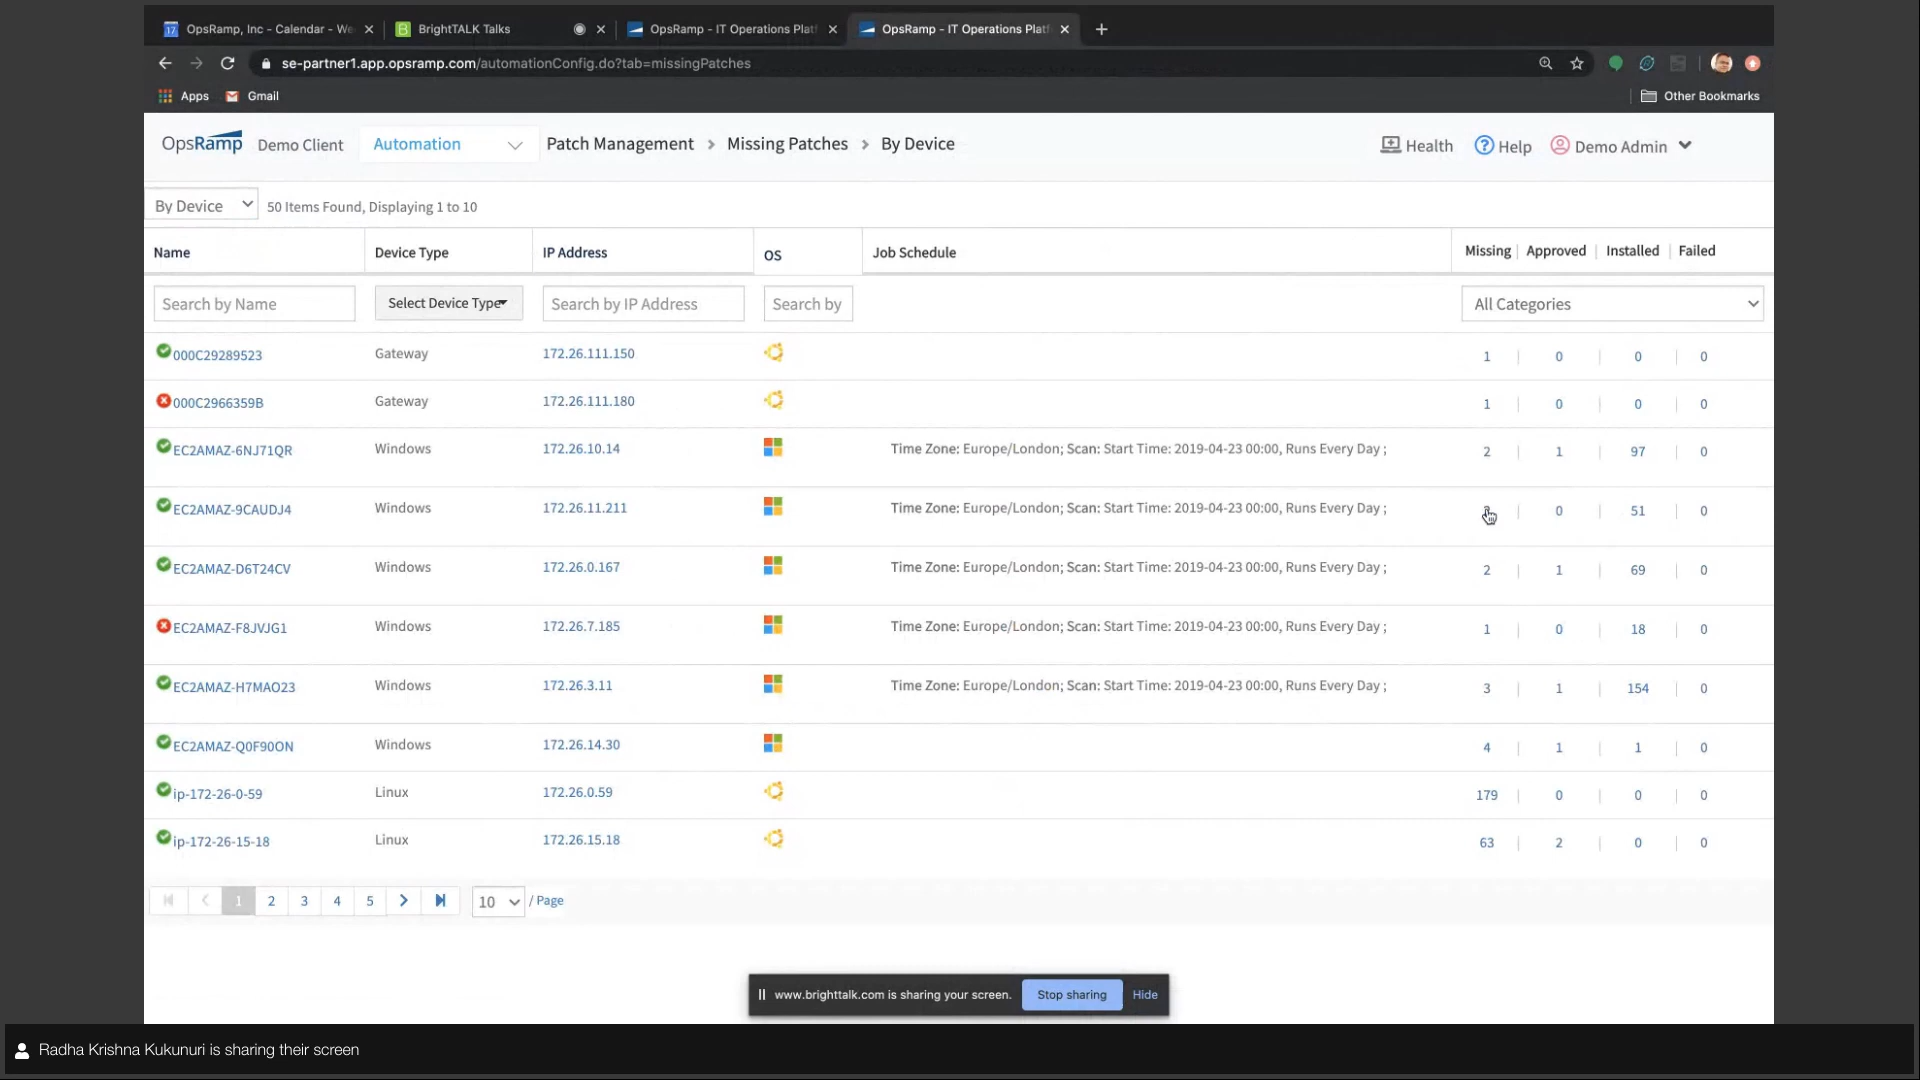 OpsRamp, Inc - Calendar - We
BrightTALK Talks
OpsRamp - IT Operations Platf
OpsRamp - IT Operations Platf
se-partner1.app.opsramp.com/automationConfig.do?tab=missingPatches
Apps
Gmail
Other Bookmarks
OpsRamp
Demo Client
Automation
Patch Management > Missing Patches > By Device
Health
Help
Demo Admin
By Device
50 Items Found, Displaying 1 to 10
Name Device Type IP Address OS Job Schedule Missing | Approved | Installed | Failed
Search by Name Select Device Type Search by IP Address Search by All Categories
000C29289523 Gateway 172.26.111.150 1 | 0 | 0 | 0
000C2966359B Gateway 172.26.111.180 1 | 0 | 0 | 0
EC2AMAZ-6NJ71QR Windows 172.26.10.14 Time Zone: Europe/London; Scan: Start Time: 2019-04-23 00:00, Runs Every Day ; 2 | 1 | 97 | 0
EC2AMAZ-9CAUDJ4 Windows 172.26.11.211 Time Zone: Europe/London; Scan: Start Time: 2019-04-23 00:00, Runs Every Day ; | 0 | 51 | 0
EC2AMAZ-D6T24CV Windows 172.26.0.167 Time Zone: Europe/London; Scan: Start Time: 2019-04-23 00:00, Runs Every Day ; 2 | 1 | 69 | 0
EC2AMAZ-F8JVJG1 Windows 172.26.7.185 Time Zone: Europe/London; Scan: Start Time: 2019-04-23 00:00, Runs Every Day ; 1 | 0 | 18 | 0
EC2AMAZ-H7MAO23 Windows 172.26.3.11 Time Zone: Europe/London; Scan: Start Time: 2019-04-23 00:00, Runs Every Day ; 3 | 1 | 154 | 0
EC2AMAZ-Q0F90ON Windows 172.26.14.30 4 | 1 | 1 | 0
ip-172-26-0-59 Linux 172.26.0.59 179 | 0 | 0 | 0
ip-172-26-15-18 Linux 172.26.15.18 63 | 2 | 0 | 0
1 2 3 4 5 10 / Page
www.brighttalk.com is sharing your screen. Stop sharing Hide
Radha Krishna Kukunuri is sharing their screen